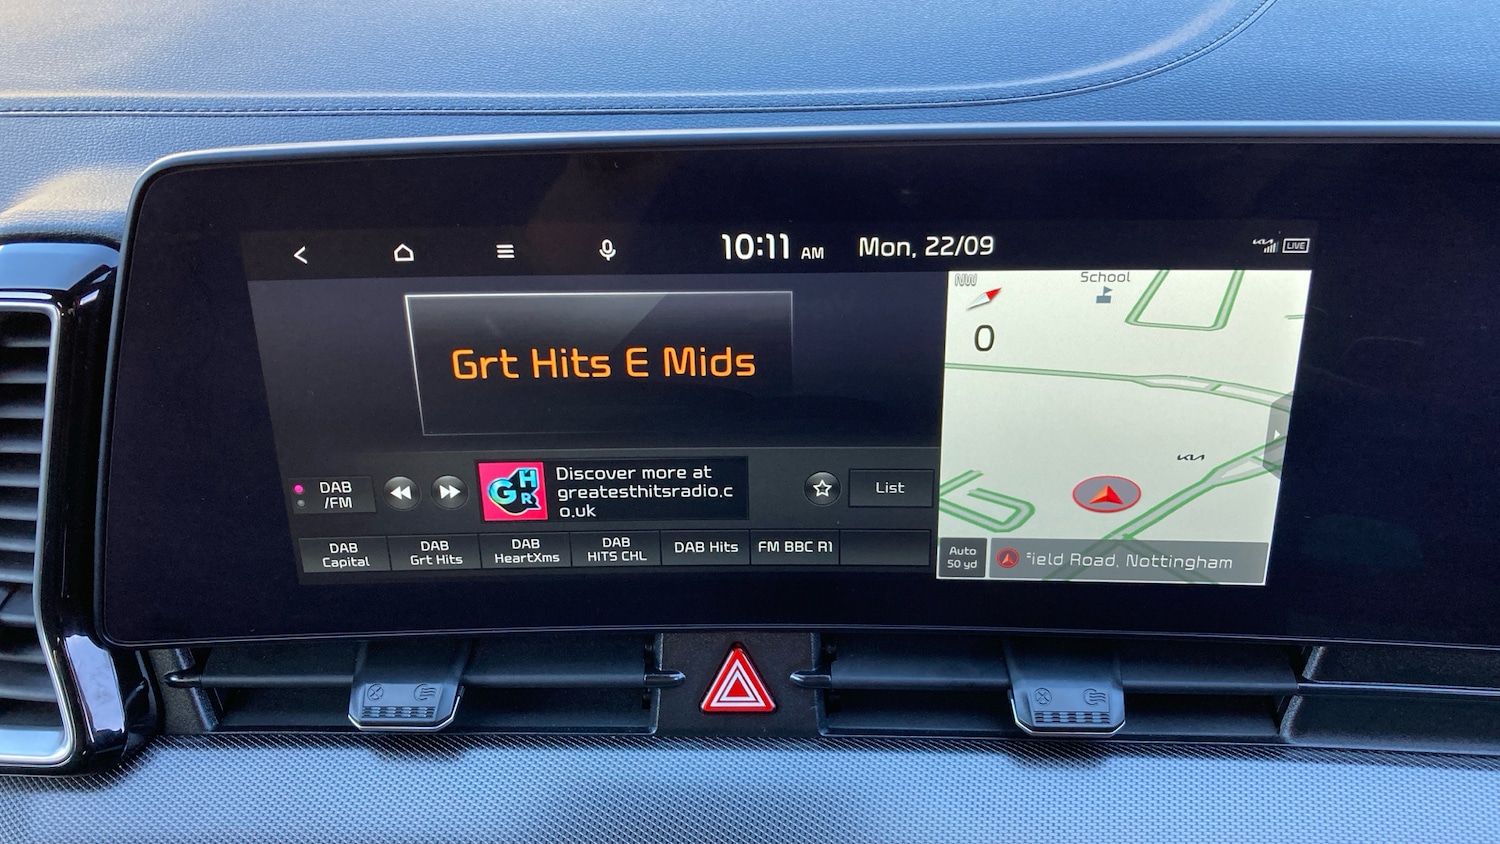 10:11 AM Mon, 22/09
LIVE
NW
School
0
Grt Hits E Mids
DAB
/FM
GHR
Discover more at
greatesthitsradio.c
o.uk
List
DAB
Capital
DAB
Grt Hits
DAB
HeartXms
DAB
HITS CHL
DAB Hits
FM BBC R1
KIA
Auto
50 yd
Road, Nottingham